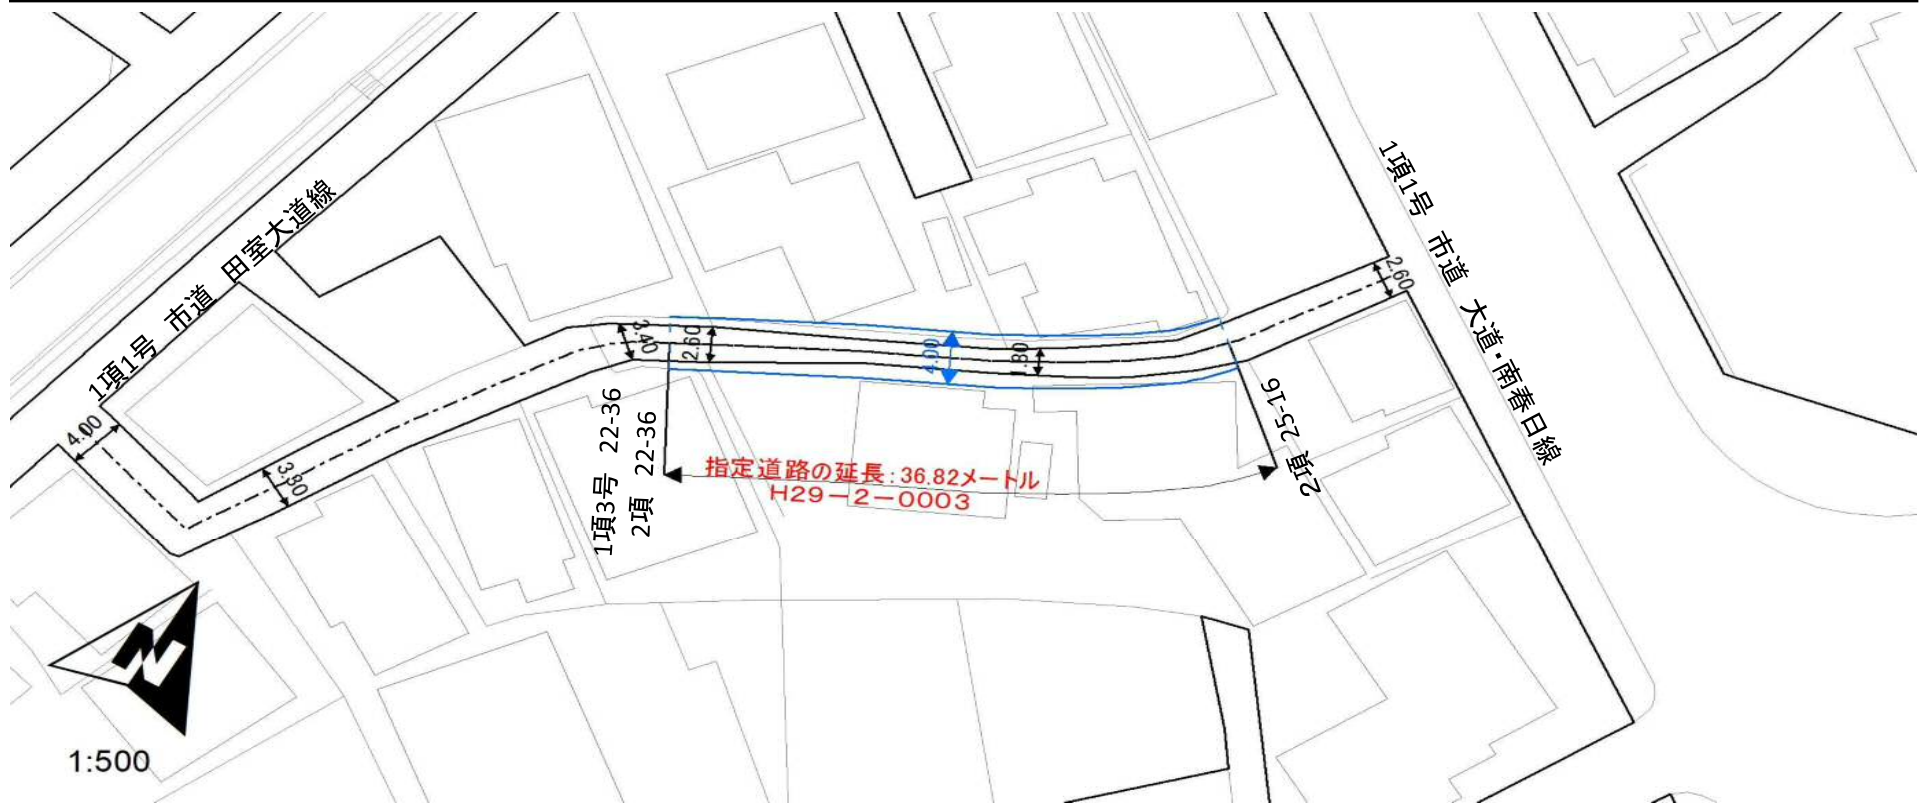 1項1号 市道 田室大道線
1項1号 市道 大道・南春日線
4.00
3.80
3.40
2.60
4.00
1.80
2.60
1項3号 22-36
2項 22-36
2項 25-16
指定道路の延長：36.82メートル
H29－2－0003
N
1:500